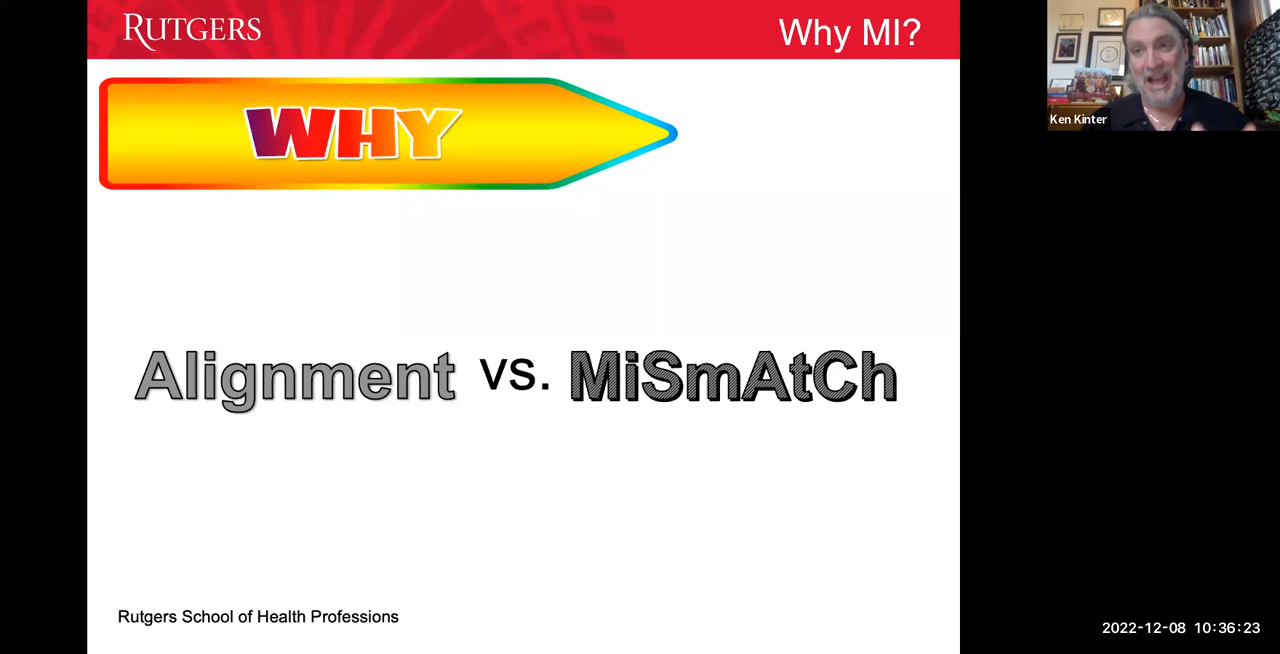 RUTGERS
Why MI?
WHY
Alignment vs. MiSmAtCh
Rutgers School of Health Professions
Ken Kinter
2022-12-08 10:36:23